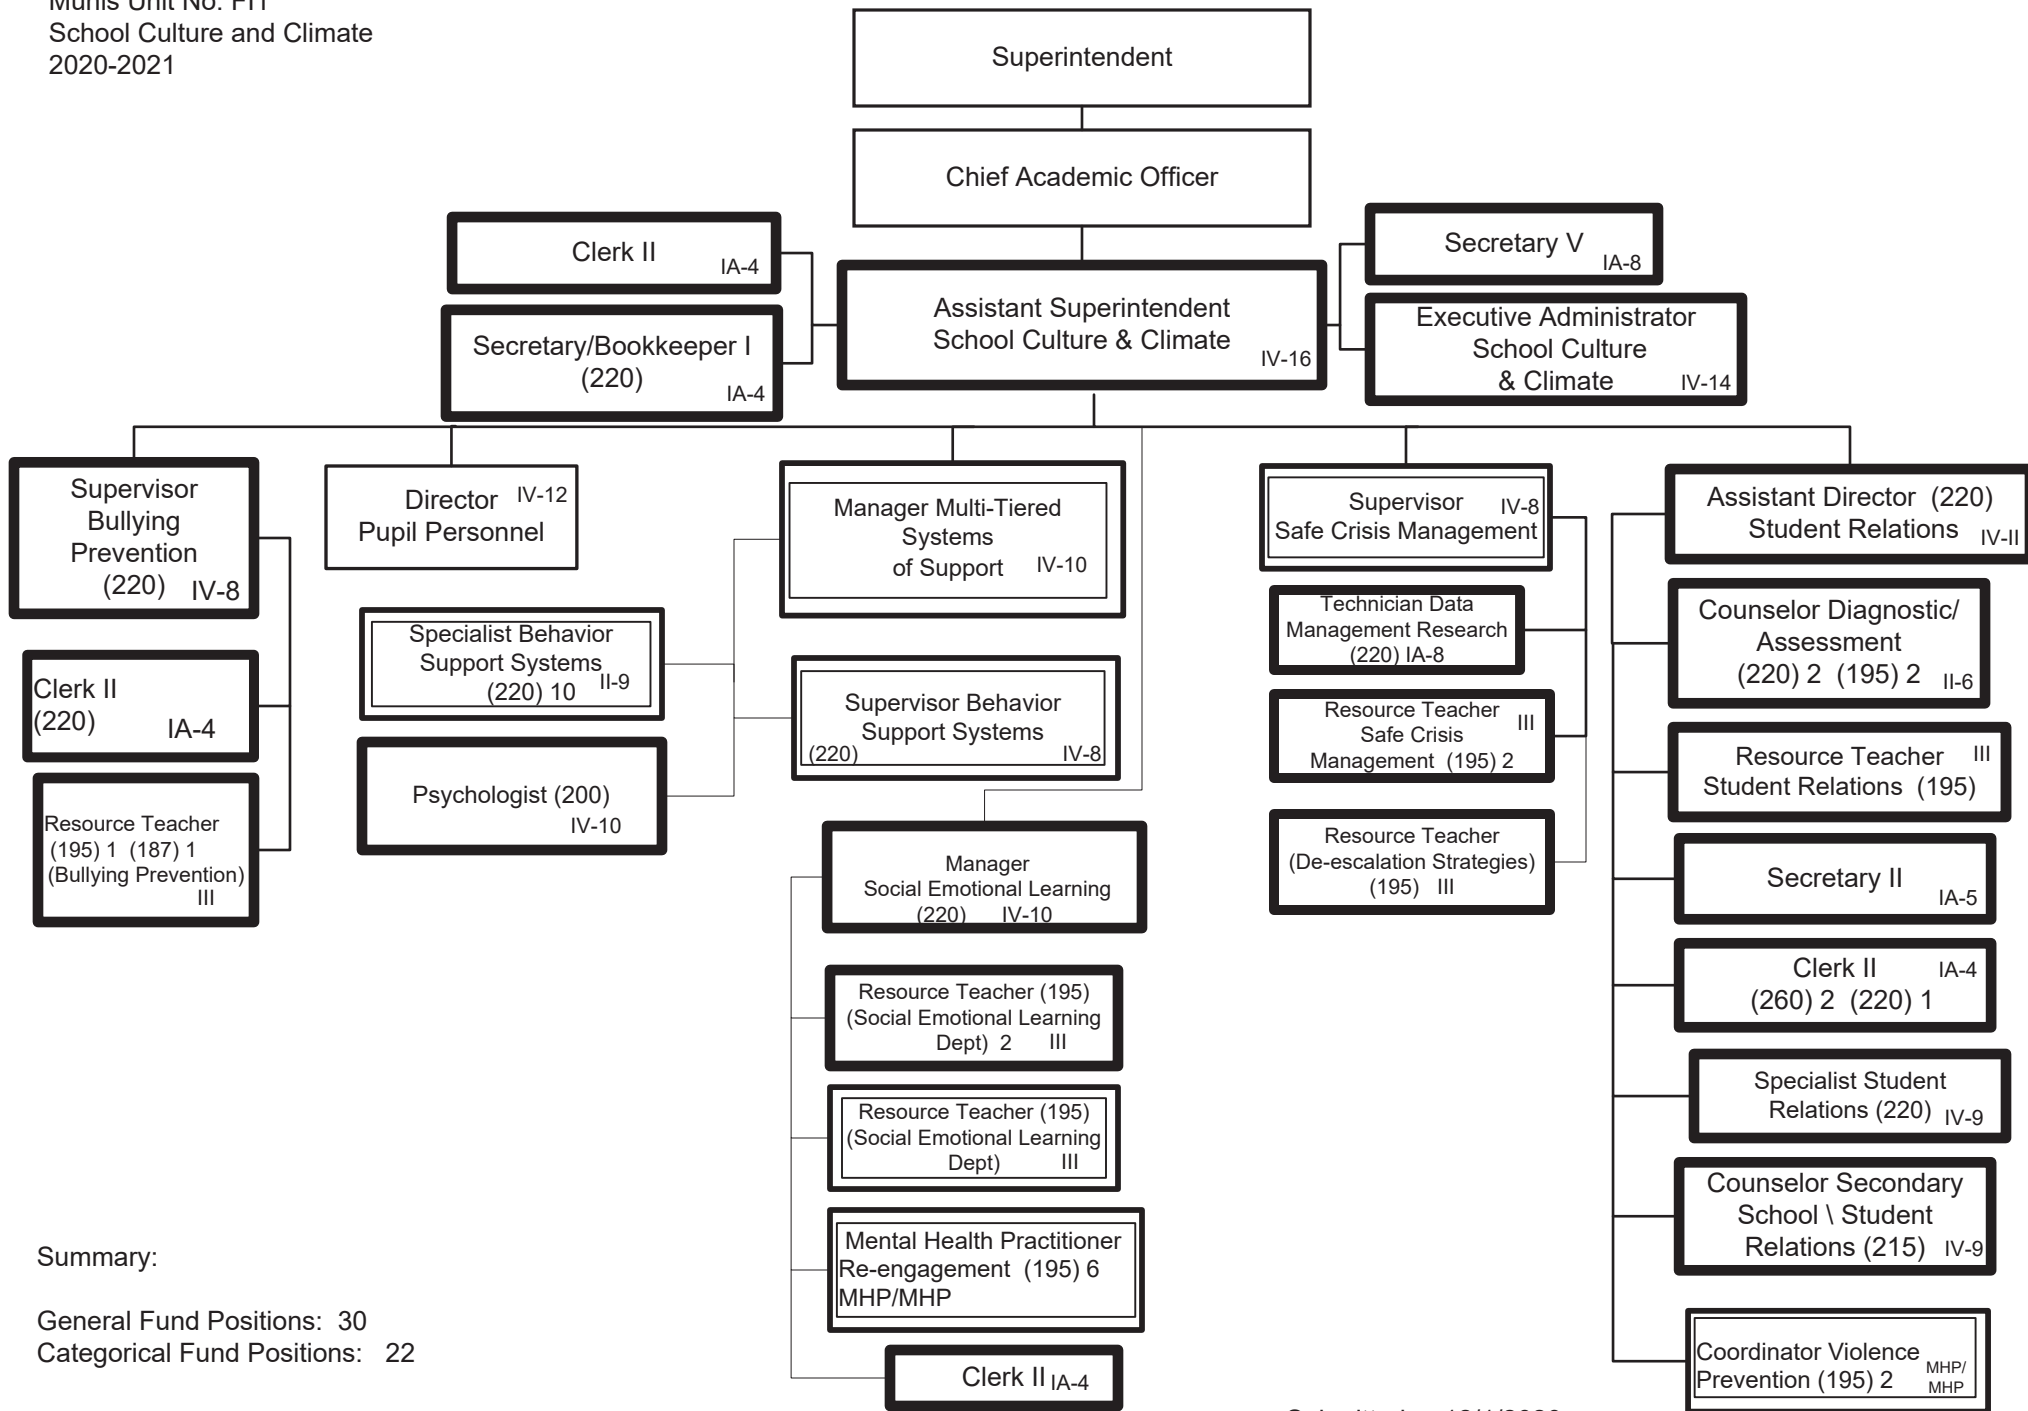 School Culture and Climate
2020-2021
Superintendent
Chief Academic Officer
Clerk II
IA-4
Secretary/Bookkeeper I
(220)
IA-4
Assistant Superintendent
School Culture & Climate
IV-16
Secretary V
IA-8
Executive Administrator
School Culture
& Climate IV-14
Supervisor
Bullying
Prevention
(220) IV-8
Clerk II
(220)
IA-4
Resource Teacher
(195) 1 (187) 1
(Bullying Prevention)
III
Director IV-12
Pupil Personnel
Manager Multi-Tiered
Systems
of Support IV-10
Specialist Behavior
Support Systems
(220) 10 II-9
Psychologist (200)
IV-10
Supervisor Behavior
Support Systems
(220) IV-8
Manager
Social Emotional Learning
(220) IV-10
Resource Teacher (195)
(Social Emotional Learning
Dept) 2 III
Resource Teacher (195)
(Social Emotional Learning
Dept) III
Mental Health Practitioner
Re-engagement (195) 6
MHP/MHP
Clerk II IA-4
Supervisor IV-8
Safe Crisis Management
Technician Data
Management Research
(220) IA-8
Resource Teacher III
Safe Crisis
Management (195) 2
Resource Teacher
(De-escalation Strategies)
(195) III
Assistant Director (220)
Student Relations IV-II
Counselor Diagnostic/
Assessment
(220) 2 (195) 2 II-6
Resource Teacher III
Student Relations (195)
Secretary II
IA-5
Clerk II IA-4
(260) 2 (220) 1
Specialist Student
Relations (220) IV-9
Counselor Secondary
School \ Student
Relations (215) IV-9
Coordinator Violence
Prevention (195) 2
MHP/
MHP
Summary:
General Fund Positions: 30
Categorical Fund Positions: 22